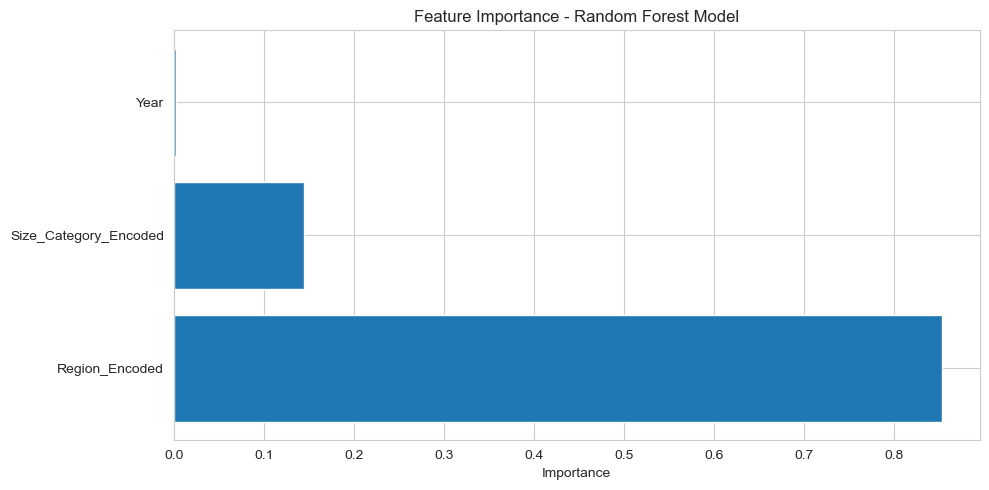 Feature Importance - Random Forest Model
Year
Size_Category_Encoded
Region_Encoded
0.0 0.1 0.2 0.3 0.4 0.5 0.6 0.7 0.8
Importance